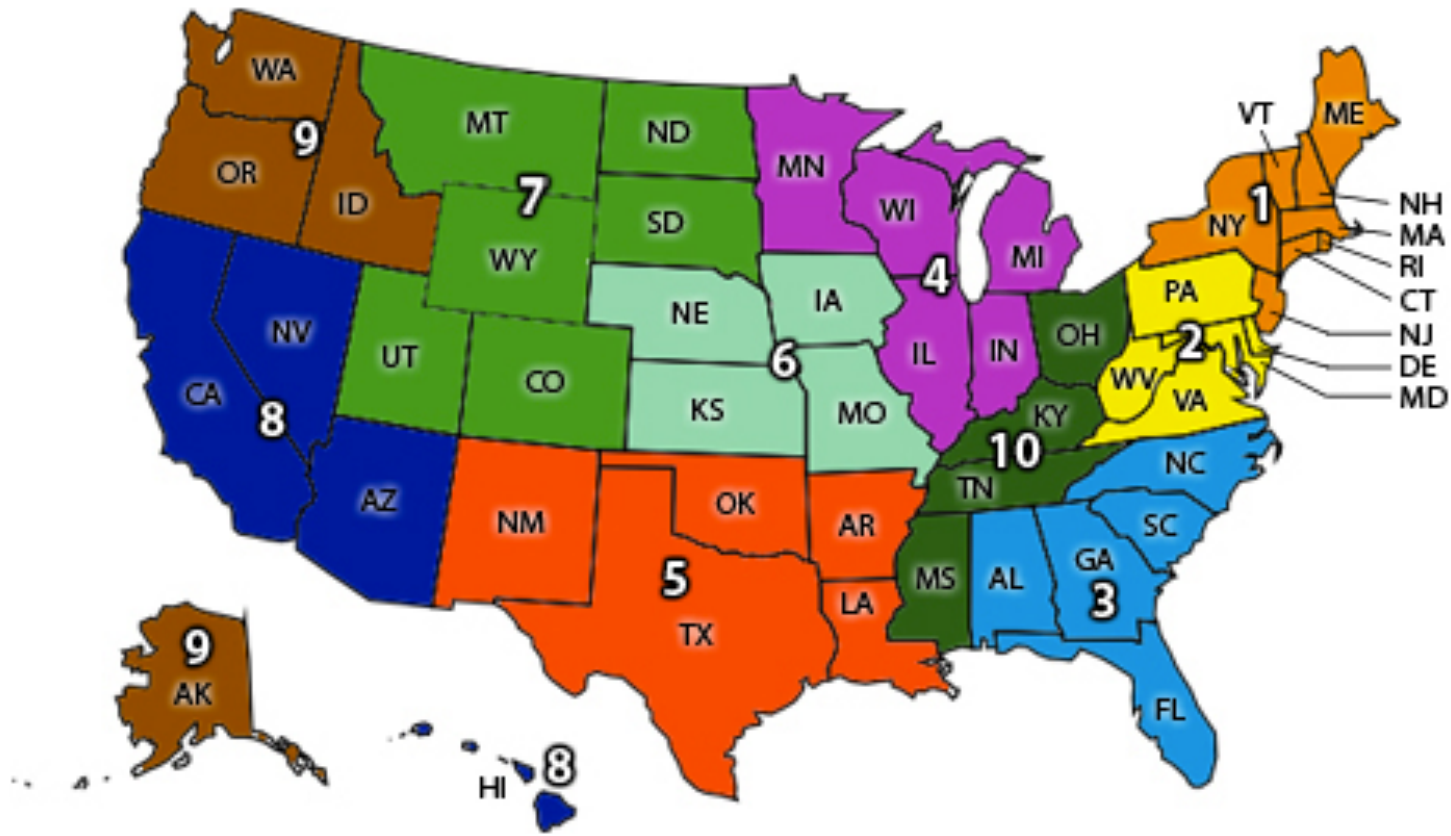 WA
9
OR
ID
MT
ND
7
SD
WY
MN
WI
4
MI
VT
ME
1
NY
NH
MA
RI
CT
NJ
DE
MD
PA
2
WV
VA
NE
IA
6
KS
MO
IL
IN
OH
KY
10
TN
NV
CA
8
UT
CO
AZ
NM
OK
AR
5
TX
LA
MS
AL
GA
3
NC
SC
FL
9
AK
HI
8